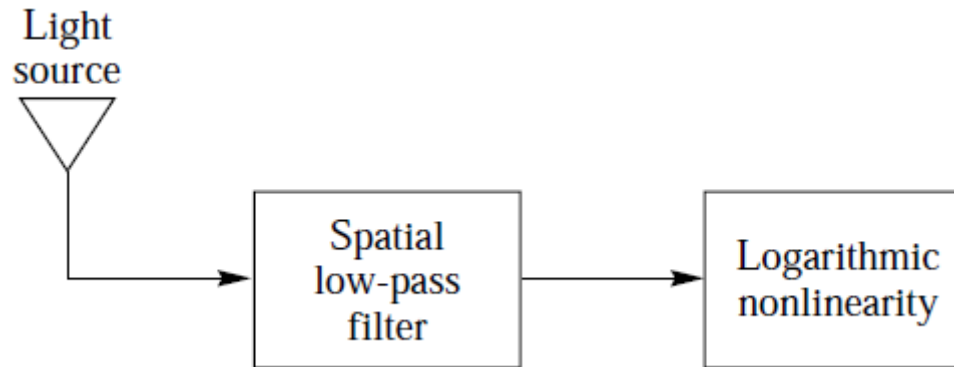 Light
source
Spatial
low-pass
filter
Logarithmic
nonlinearity